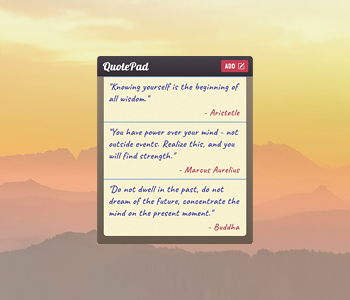 QuotePad
ADD
"Knowing yourself is the beginning of
all wisdom."
- Aristotle
"You have power over your mind - not
outside events. Realize this, and you
will find strength."
- Marcus Aurelius
"Do not dwell in the past, do not
dream of the future, concentrate the
mind on the present moment."
- Buddha